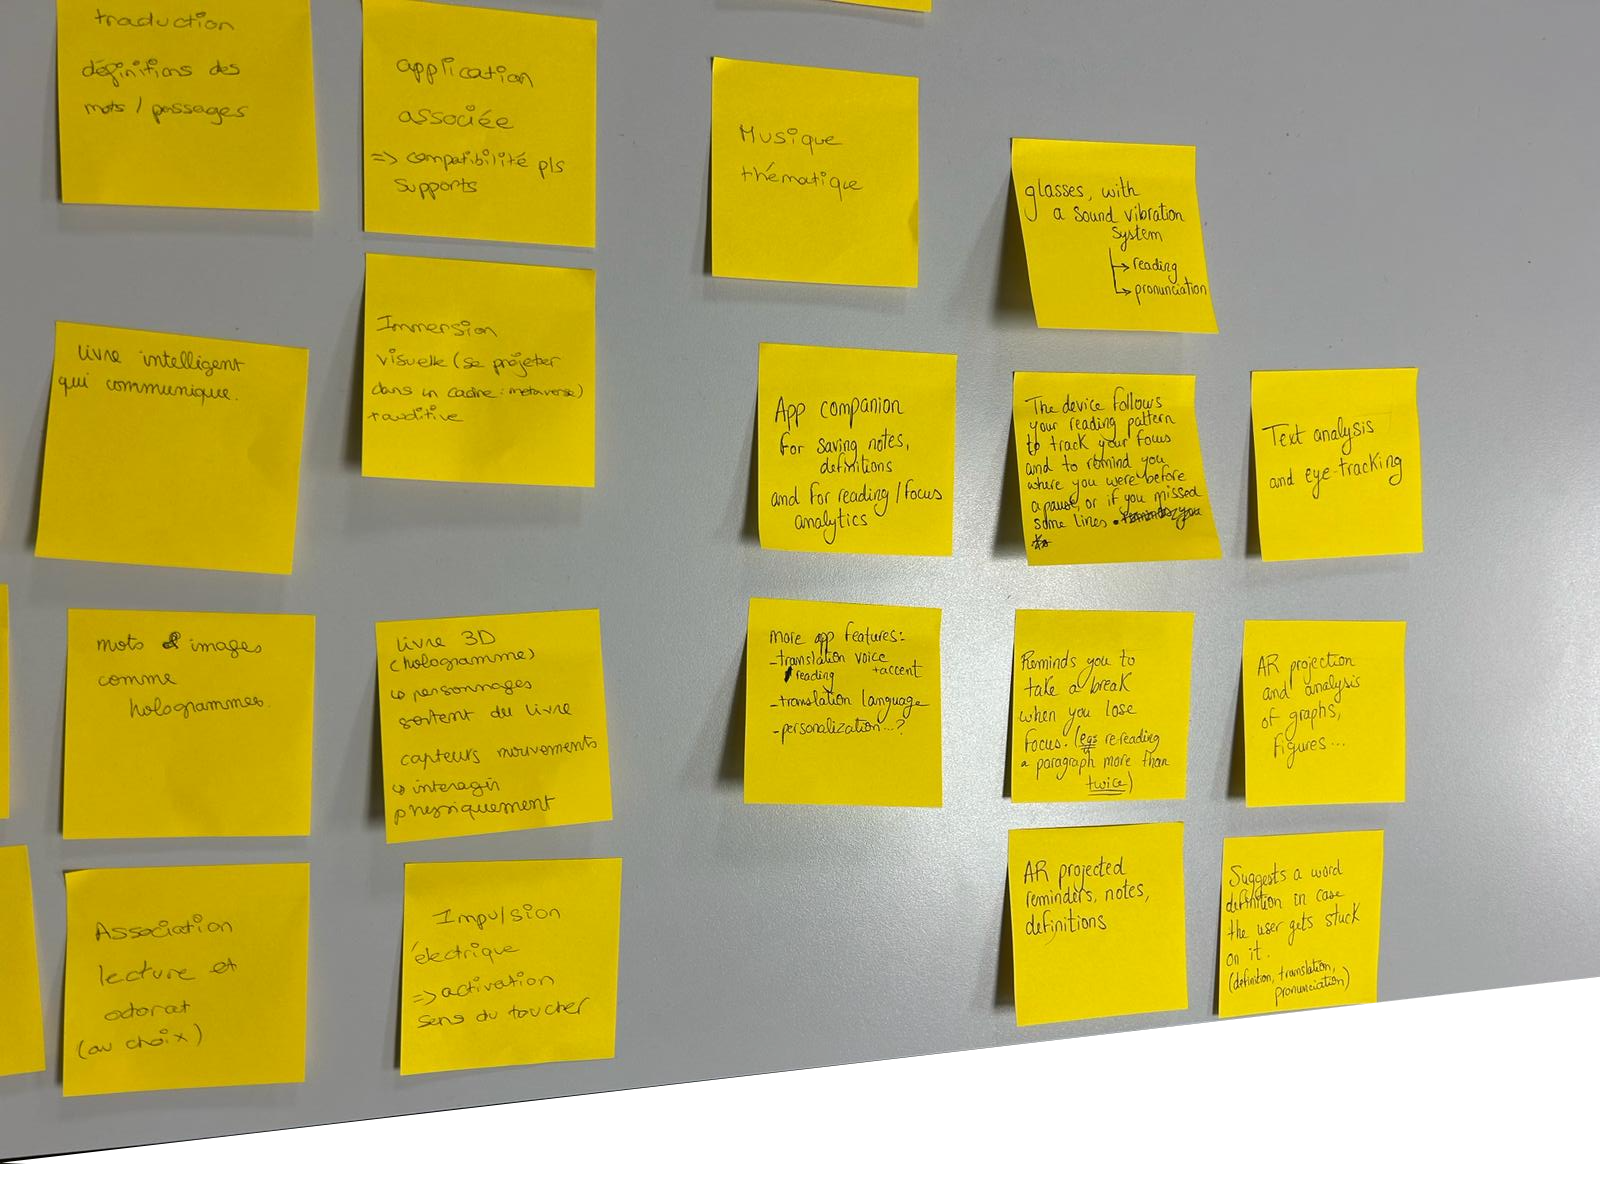 traduction
définitions des
mots / passages
application
associée
=> compatibilité pls
supports
Musique
thématique
glasses, with
a sound vibration
system
→ reading
→ pronunciation
livre intelligent
qui communique.
Immersion
visuelle (se projeter
dans un cadre : metaverse)
+ auditive
App companion
for saving notes,
definitions
and for reading / focus
analytics
The device follows
your reading pattern
to track your focus
and to remind you
where you were before
a pause, or if you missed
some lines.
Text analysis
and eye-tracking
mots & images
comme
hologrammes.
livre 3D
(hologramme)
↳ personnages
sortent du livre
capteurs mouvements
↳ interagir
physiquement
more app features:
- translation voice
reading + accent
- translation language
- personalization...?
Reminds you to
take a break
when you lose
focus. (egs re-reading
a paragraph more than
twice)
AR projection
and analysis
of graphs,
figures...
Association
lecture et
odorat
(au choix)
Impulsion
électrique
=> activation
sens du toucher
AR projected
reminders, notes,
definitions
Suggests a word
definition in case
the user gets stuck
on it.
(definition, translation,
pronunciation)